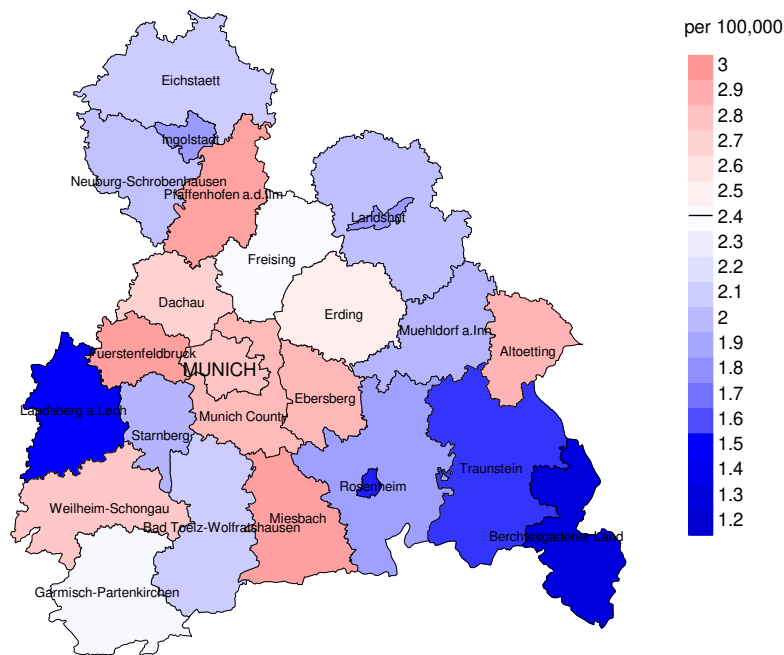 per 100,000
3
2.9
2.8
2.7
2.6
2.5
2.4
2.3
2.2
2.1
2
1.9
1.8
1.7
1.6
1.5
1.4
1.3
1.2
Eichstaett
Ingolstadt
Neuburg-Schrobenhausen
Pfaffenhofen a.d.Ilm
Landshut
Freising
Dachau
Erding
Muehldorf a.Inn
Fuerstenfeldbruck
Altoetting
MUNICH
Ebersberg
Landsberg a.Lech
Munich County
Starnberg
Traunstein
Rosenheim
Weilheim-Schongau
Miesbach
Bad Toelz-Wolfratshausen
Berchtesgadener Land
Garmisch-Partenkirchen